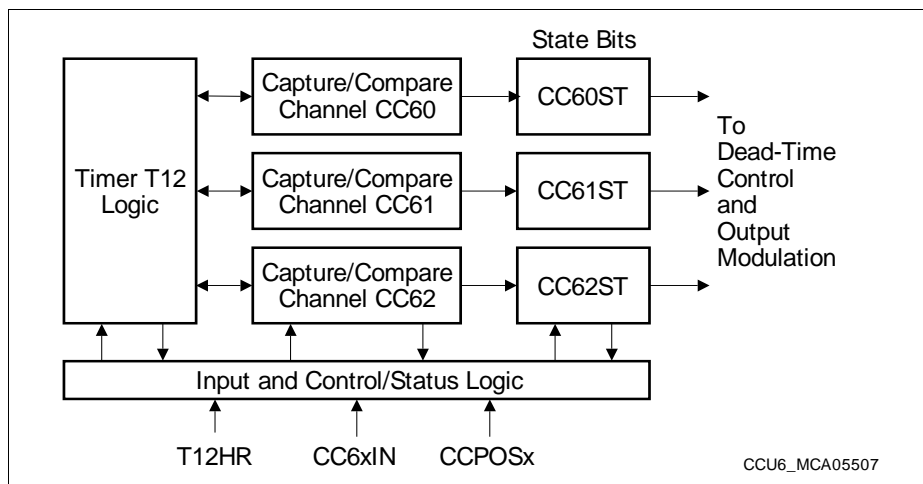 State Bits
Timer T12
Logic
Capture/Compare
Channel CC60
CC60ST
Capture/Compare
Channel CC61
CC61ST
Capture/Compare
Channel CC62
CC62ST
To
Dead-Time
Control
and
Output
Modulation
Input and Control/Status Logic
T12HR
CC6xIN
CCPOSx
CCU6_MCA05507